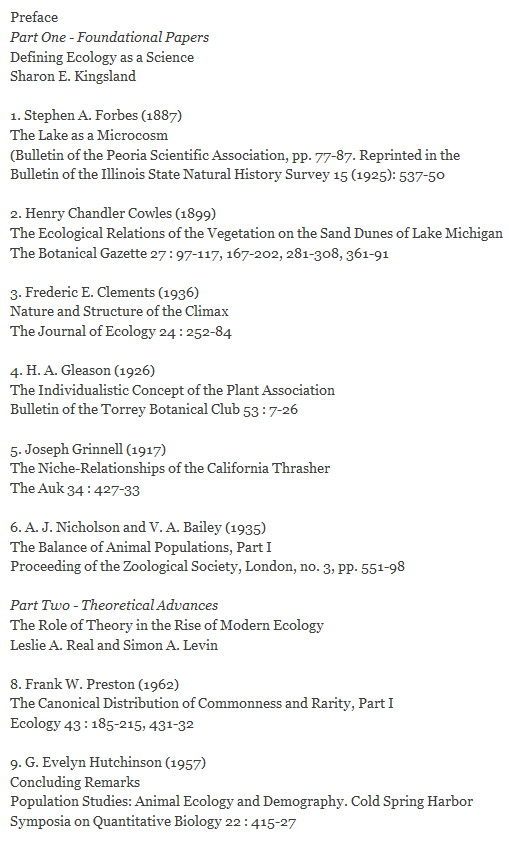 Preface
Part One - Foundational Papers
Defining Ecology as a Science
Sharon E. Kingsland
1. Stephen A. Forbes (1887)
The Lake as a Microcosm
(Bulletin of the Peoria Scientific Association, pp. 77-87. Reprinted in the
Bulletin of the Illinois State Natural History Survey 15 (1925): 537-50
2. Henry Chandler Cowles (1899)
The Ecological Relations of the Vegetation on the Sand Dunes of Lake Michigan
The Botanical Gazette 27 : 97-117, 167-202, 281-308, 361-91
3. Frederic E. Clements (1936)
Nature and Structure of the Climax
The Journal of Ecology 24 : 252-84
4. H. A. Gleason (1926)
The Individualistic Concept of the Plant Association
Bulletin of the Torrey Botanical Club 53 : 7-26
5. Joseph Grinnell (1917)
The Niche-Relationships of the California Thrasher
The Auk 34 : 427-33
6. A. J. Nicholson and V. A. Bailey (1935)
The Balance of Animal Populations, Part I
Proceeding of the Zoological Society, London, no. 3, pp. 551-98
Part Two - Theoretical Advances
The Role of Theory in the Rise of Modern Ecology
Leslie A. Real and Simon A. Levin
8. Frank W. Preston (1962)
The Canonical Distribution of Commonness and Rarity, Part I
Ecology 43 : 185-215, 431-32
9. G. Evelyn Hutchinson (1957)
Concluding Remarks
Population Studies: Animal Ecology and Demography. Cold Spring Harbor
Symposia on Quantitative Biology 22 : 415-27